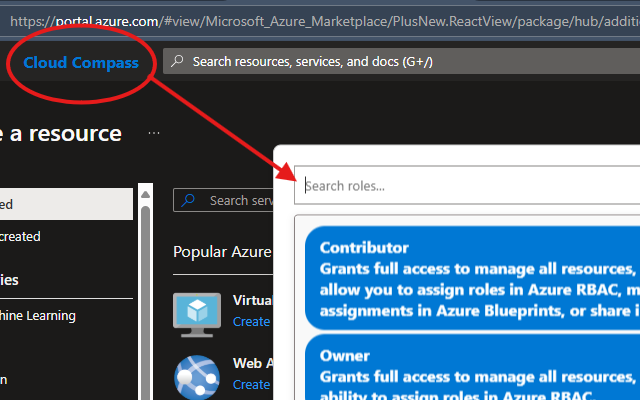 https://portal.azure.com/#view/Microsoft_Azure_Marketplace/PlusNew.ReactView/package/hub/additi
Cloud Compass
Search resources, services, and docs (G+/)
e a resource
...
Search roles...
ed
Search serv
created
Contributor
Grants full access to manage all resources,
allow you to assign roles in Azure RBAC, m
assignments in Azure Blueprints, or share i
Popular Azure
ies
Virtual
Create
hine Learning
Owner
Grants full access to manage all resources,
ability to assign roles in Azure RBAC.
Web A
Create
n